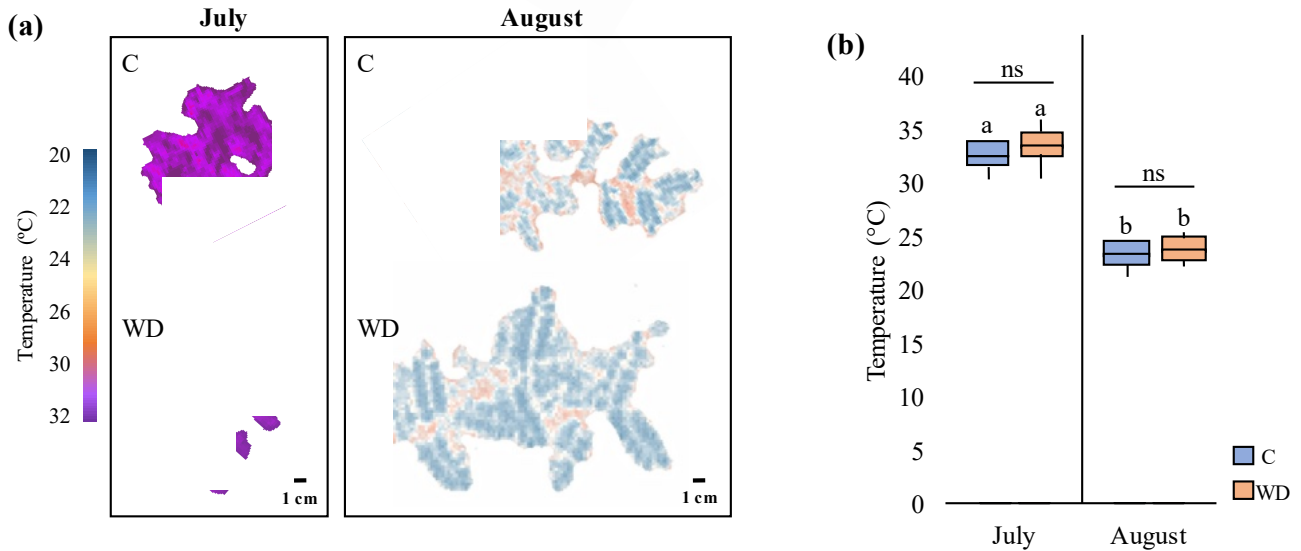 (a)
July
August
C
C
Temperature (°C)
20
22
24
26
30
32
WD
WD
1 cm
1 cm
(b)
Temperature (°C)
40
35
30
25
20
15
10
5
0
ns
a
a
ns
b
b
July
August
C
WD